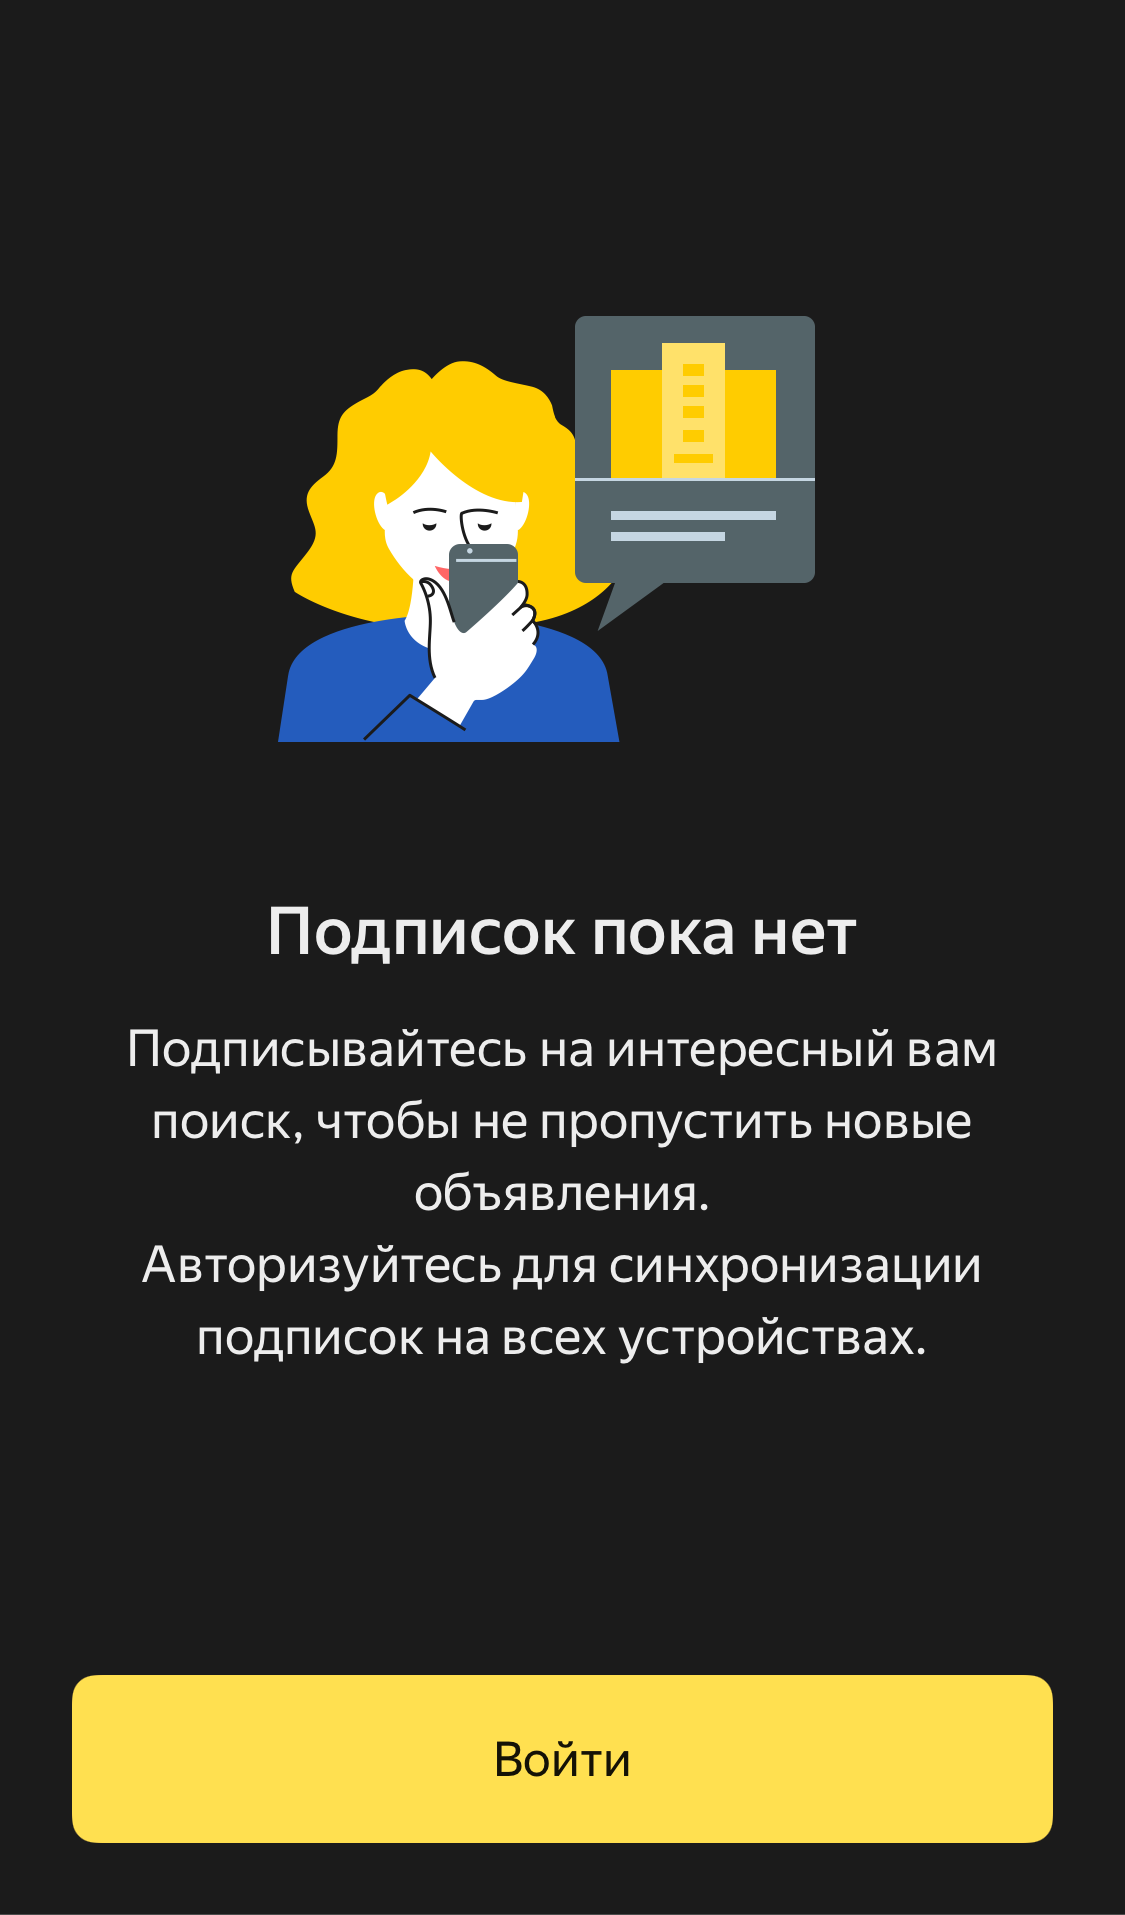 Подписок пока нет
Подписывайтесь на интересный вам
поиск, чтобы не пропустить новые
объявления.
Авторизуйтесь для синхронизации
подписок на всех устройствах.
Войти